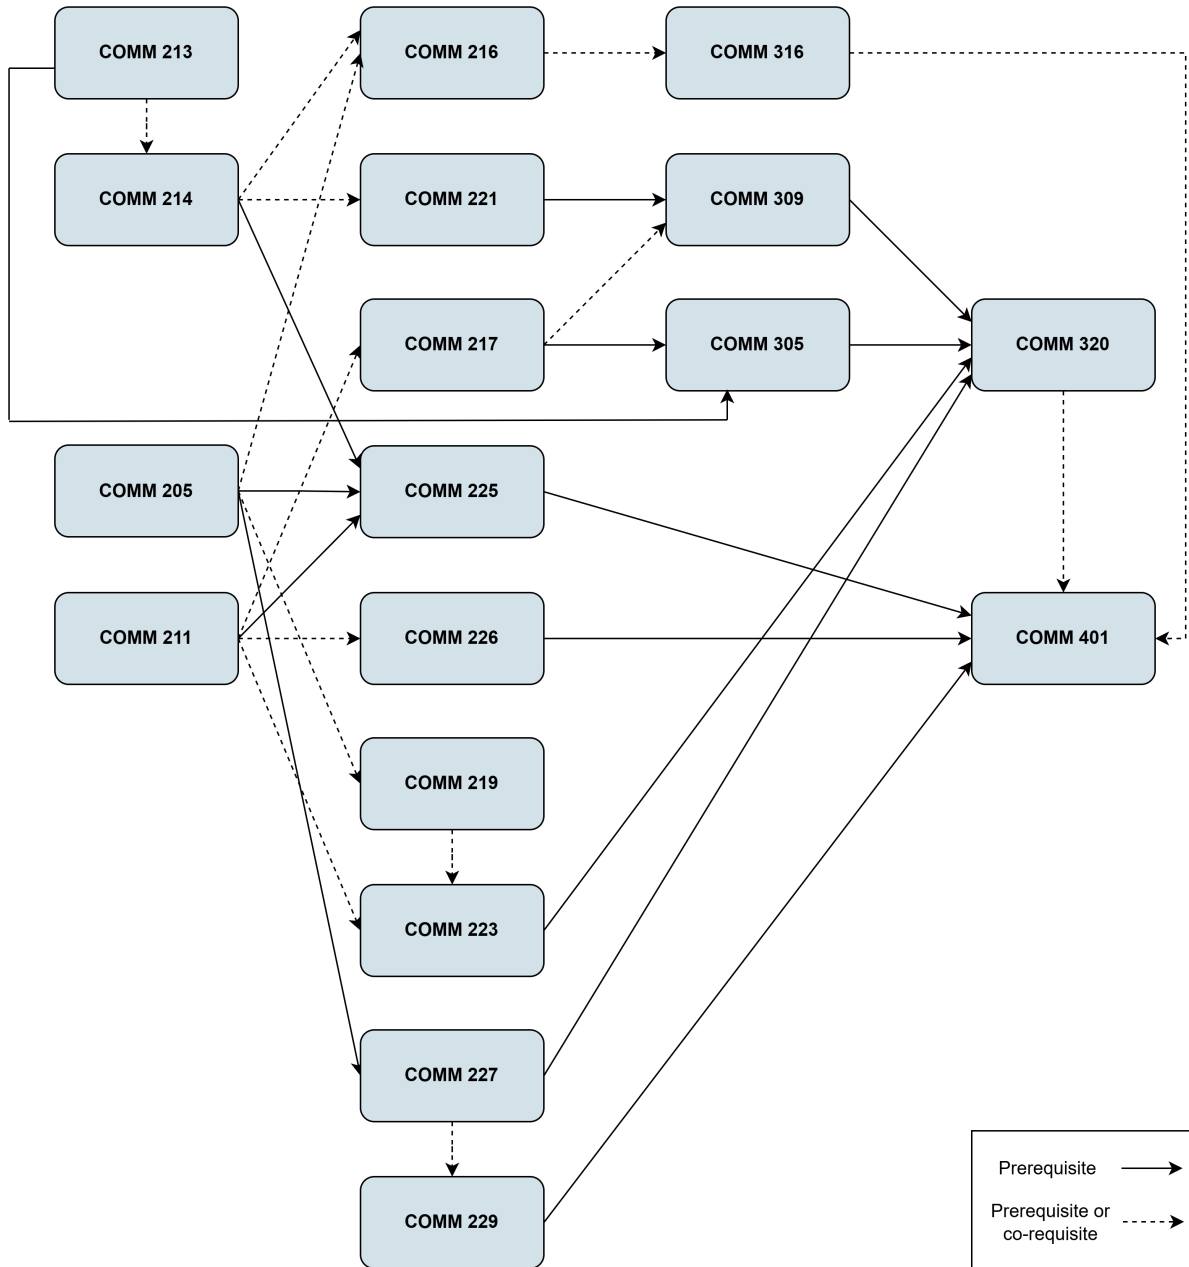 COMM 213
COMM 216
COMM 316
COMM 214
COMM 221
COMM 309
COMM 217
COMM 305
COMM 320
COMM 205
COMM 225
COMM 211
COMM 226
COMM 401
COMM 219
COMM 223
COMM 227
COMM 229
Prerequisite
Prerequisite or
co-requisite